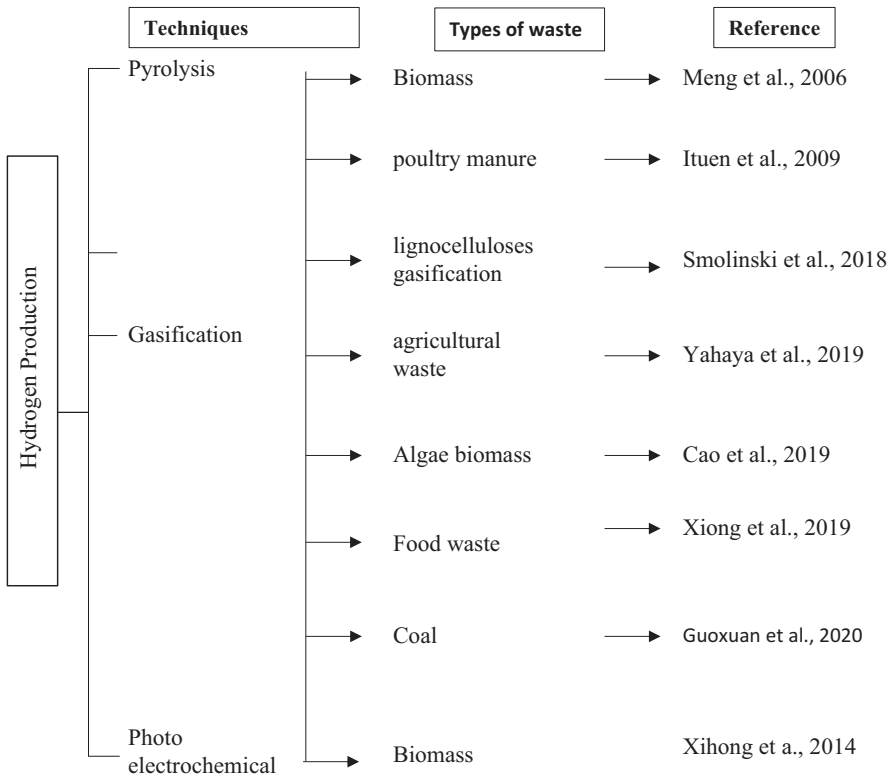 Techniques
Types of waste
Reference
Hydrogen Production
Pyrolysis
Biomass
Meng et al., 2006
poultry manure
Ituen et al., 2009
lignocelluloses
gasification
Smolinski et al., 2018
Gasification
agricultural
waste
Yahaya et al., 2019
Algae biomass
Cao et al., 2019
Food waste
Xiong et al., 2019
Coal
Guoxuan et al., 2020
Photo
electrochemical
Biomass
Xihong et a., 2014